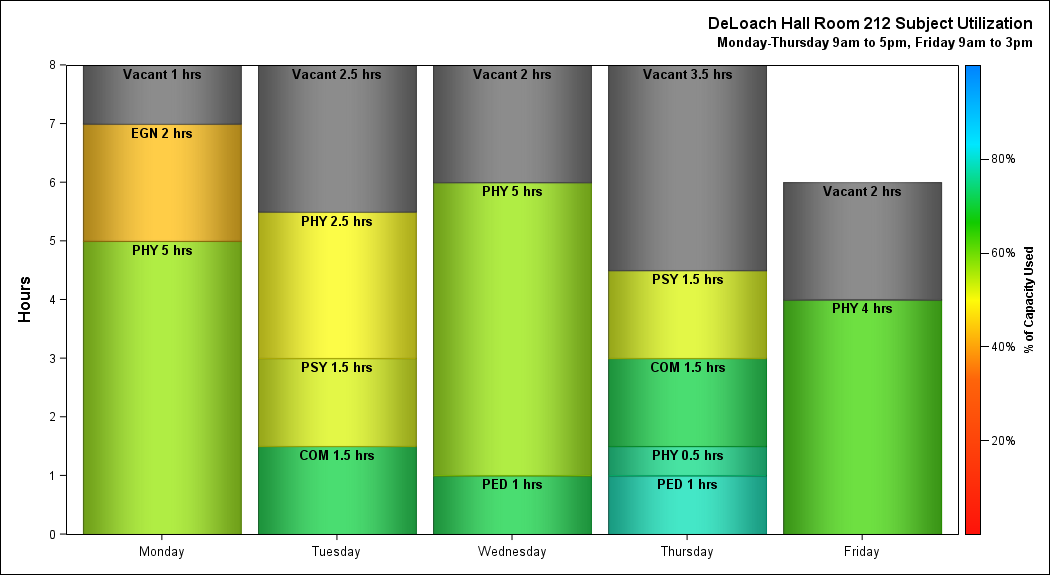 DeLoach Hall Room 212 Subject Utilization
Monday-Thursday 9am to 5pm, Friday 9am to 3pm
Hours
8
7
6
5
4
3
2
1
0
Vacant 1 hrs
EGN 2 hrs
PHY 5 hrs
Vacant 2.5 hrs
PHY 2.5 hrs
PSY 1.5 hrs
COM 1.5 hrs
Vacant 2 hrs
PHY 5 hrs
PED 1 hrs
Vacant 3.5 hrs
PSY 1.5 hrs
COM 1.5 hrs
PHY 0.5 hrs
PED 1 hrs
Vacant 2 hrs
PHY 4 hrs
Monday
Tuesday
Wednesday
Thursday
Friday
80%
60%
40%
20%
% of Capacity Used